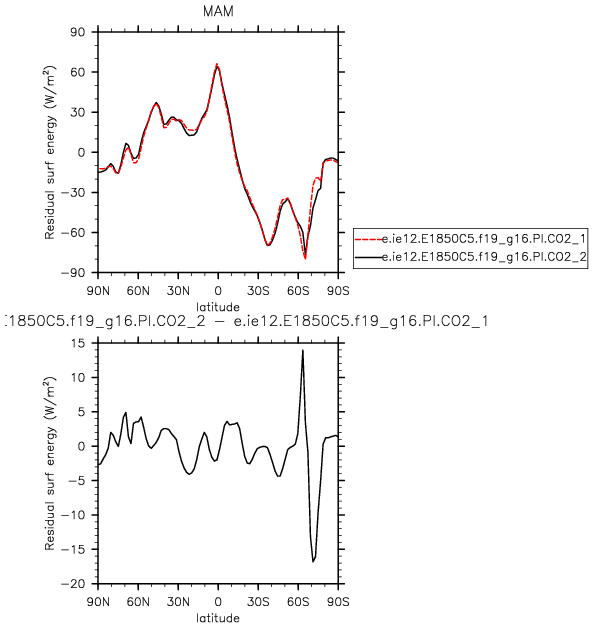 MAM
Residual surf energy (W/m²)
90
60
30
0
−30
−60
−90
90N 60N 30N 0 30S 60S 90S
latitude
e.ie12.E1850C5.f19_g16.PI.CO2_1
e.ie12.E1850C5.f19_g16.PI.CO2_2
1850C5.f19_g16.PI.CO2_2 − e.ie12.E1850C5.f19_g16.PI.CO2_1
Residual surf energy (W/m²)
15
10
5
0
−5
−10
−15
−20
90N 60N 30N 0 30S 60S 90S
latitude